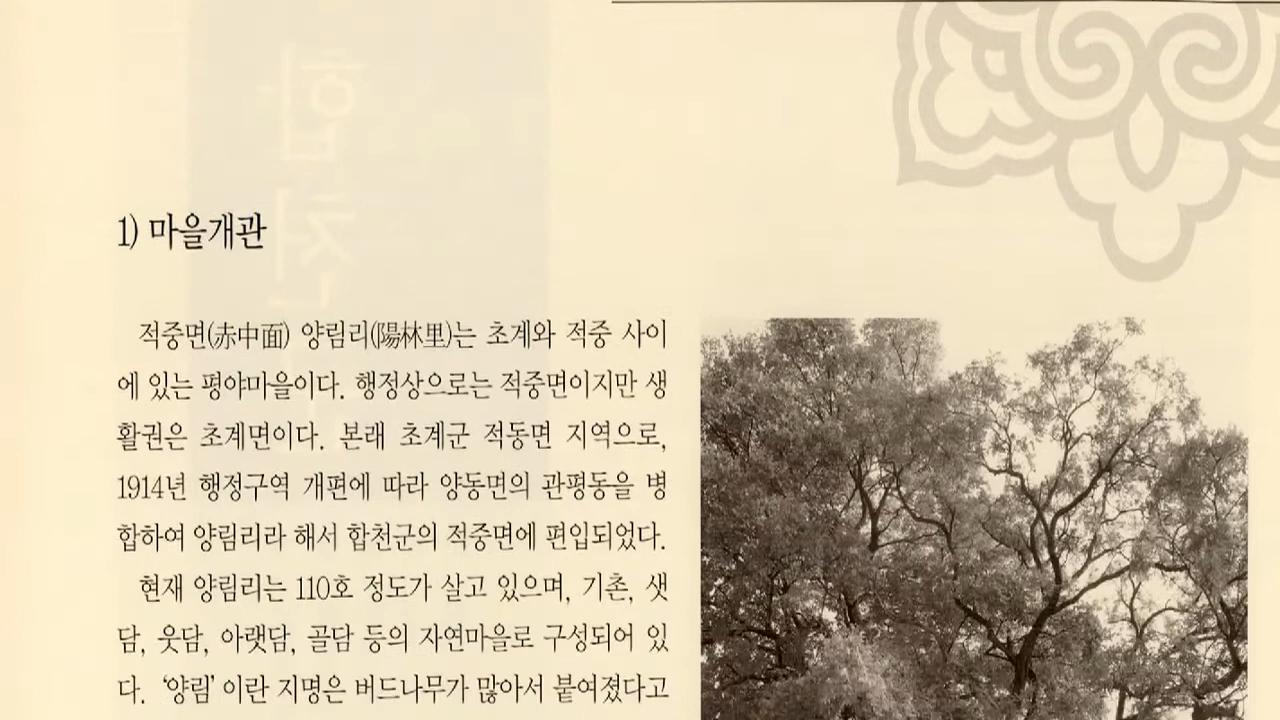 1) 마을개관
적중면(赤中面) 양림리(陽林里)는 초계와 적중 사이
에 있는 평야마을이다. 행정상으로는 적중면이지만 생
활권은 초계면이다. 본래 초계군 적동면 지역으로,
1914년 행정구역 개편에 따라 양동면의 관평동을 병
합하여 양림리라 해서 합천군의 적중면에 편입되었다.
현재 양림리는 110호 정도가 살고 있으며, 기촌, 샛
담, 웃담, 아랫담, 골담 등의 자연마을로 구성되어 있
다. ‘양림’이란 지명은 버드나무가 많아서 붙여졌다고